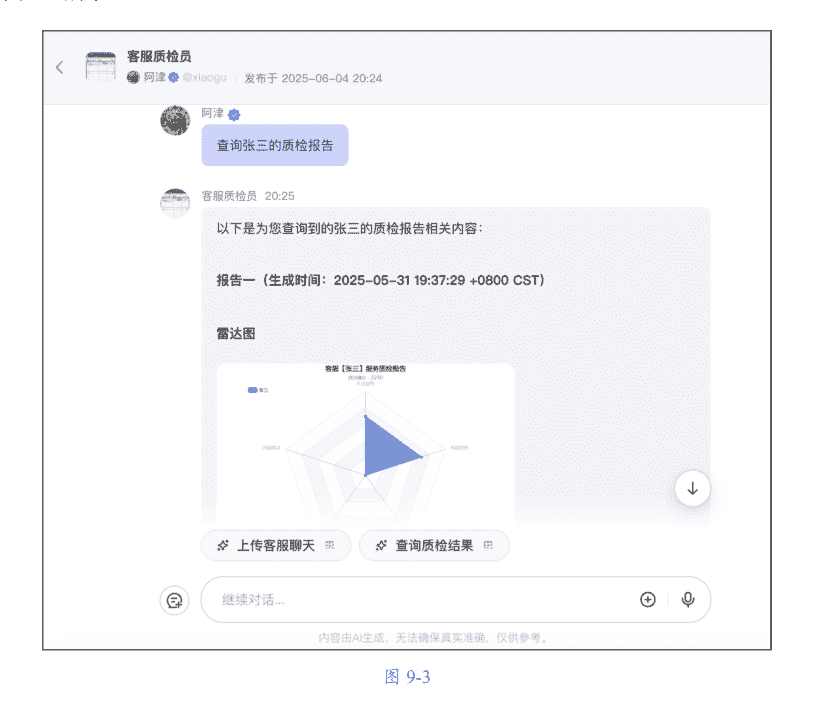 客服质检员
阿津 @xiaogu 发布于 2025-06-04 20:24
阿津
查询张三的质检报告
客服质检员 20:25
以下是为您查询到的张三的质检报告相关内容：
报告一（生成时间：2025-05-31 19:37:29 +0800 CST）
雷达图
客服【张三】服务质检报告
上传客服聊天
查询质检结果
继续对话...
内容由AI生成，无法确保真实准确，仅供参考。
图 9-3